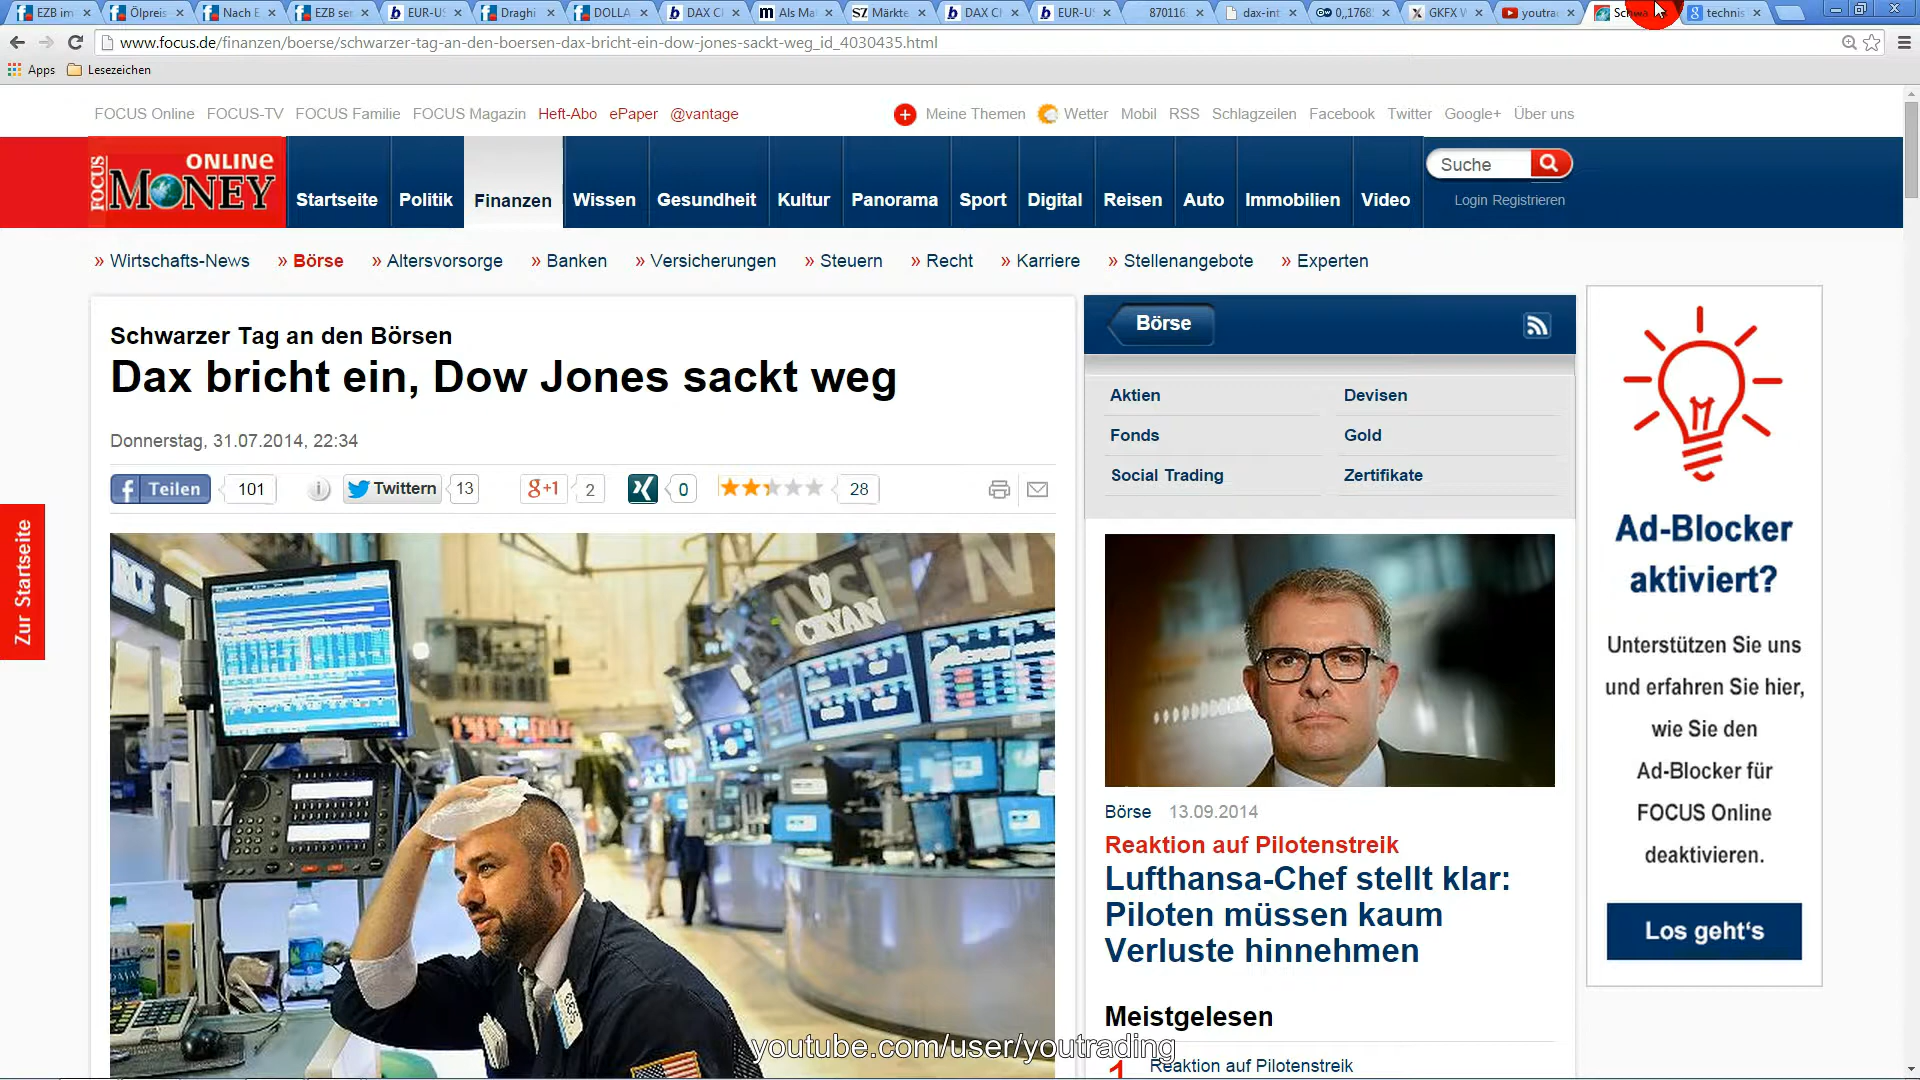 EZB im
Ölpreis
Nach E
EZB se
EUR-U
Draghi
DOLLA
DAX C
Als Ma
SZ Märkte
DAX C
EUR-U
870116
dax-int
0,,1768
GKFX
youtra
Schwa
technis
www.focus.de/finanzen/boerse/schwarzer-tag-an-den-boersen-dax-bricht-ein-dow-jones-sackt-weg_id_4030435.html
Apps Lesezeichen
FOCUS Online FOCUS-TV FOCUS Familie FOCUS Magazin Heft-Abo ePaper @vantage
Meine Themen Wetter Mobil RSS Schlagzeilen Facebook Twitter Google+ Über uns
FOCUS ONLINE
MONEY
Startseite Politik Finanzen Wissen Gesundheit Kultur Panorama Sport Digital Reisen Auto Immobilien Video
Suche
Login Registrieren
» Wirtschafts-News » Börse » Altersvorsorge » Banken » Versicherungen » Steuern » Recht » Karriere » Stellenangebote » Experten
Schwarzer Tag an den Börsen
Dax bricht ein, Dow Jones sackt weg
Donnerstag, 31.07.2014, 22:34
f Teilen 101 i Twittern 13 g+1 2 0 28
Zur Startseite
NYSE
CRYAN
Börse
Aktien Devisen
Fonds Gold
Social Trading Zertifikate
Börse 13.09.2014
Reaktion auf Pilotenstreik
Lufthansa-Chef stellt klar:
Piloten müssen kaum
Verluste hinnehmen
Meistgelesen
1 Reaktion auf Pilotenstreik
Ad-Blocker
aktiviert?
Unterstützen Sie uns
und erfahren Sie hier,
wie Sie den
Ad-Blocker für
FOCUS Online
deaktivieren.
Los geht's
youtube.com/user/youtrading